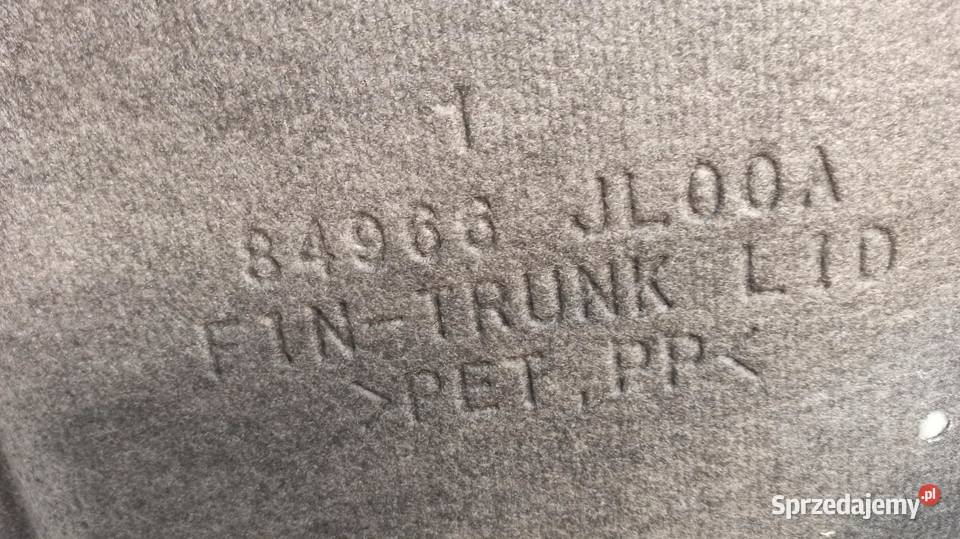 T
84966 JL00A
FIN-TRUNK LID
>PET,PP<
Sprzedajemy.pl